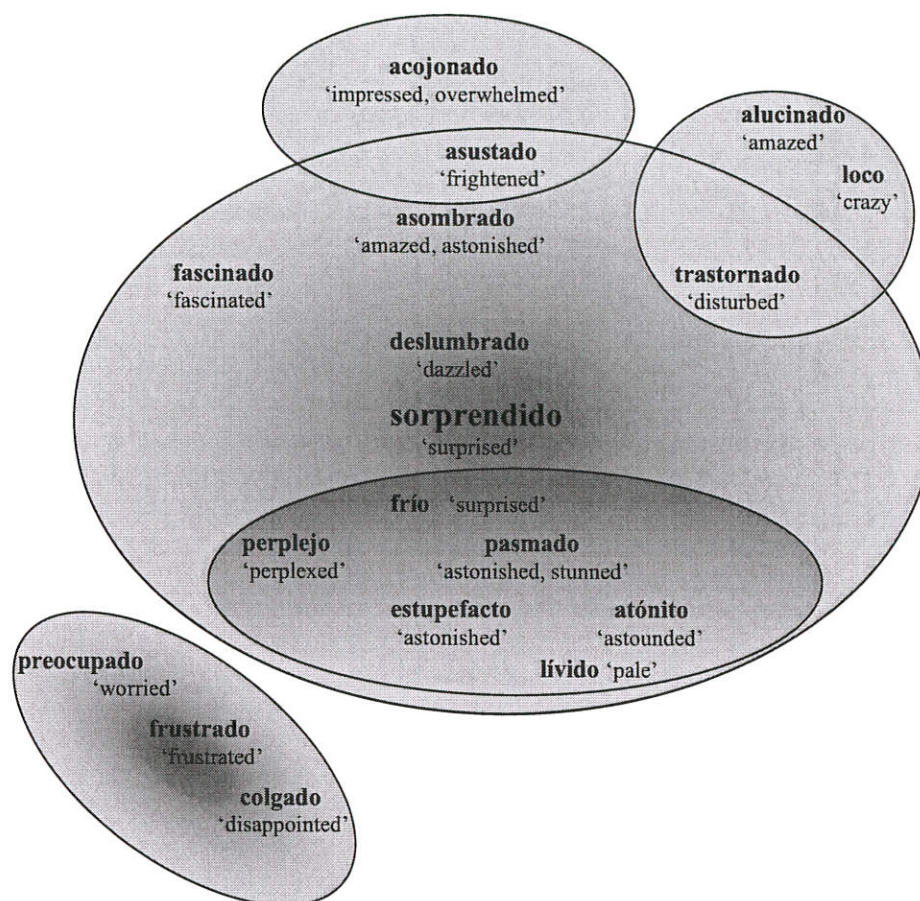 acojonado
‘impressed, overwhelmed’
alucinado
‘amazed’
asustado
‘frightened’
loco
‘crazy’
asombrado
‘amazed, astonished’
fascinado
‘fascinated’
trastornado
‘disturbed’
deslumbrado
‘dazzled’
sorprendido
‘surprised’
frío ‘surprised’
perplejo
‘perplexed’
pasmado
‘astonished, stunned’
estupefacto
‘astonished’
atónito
‘astounded’
lívido ‘pale’
preocupado
‘worried’
frustrado
‘frustrated’
colgado
‘disappointed’